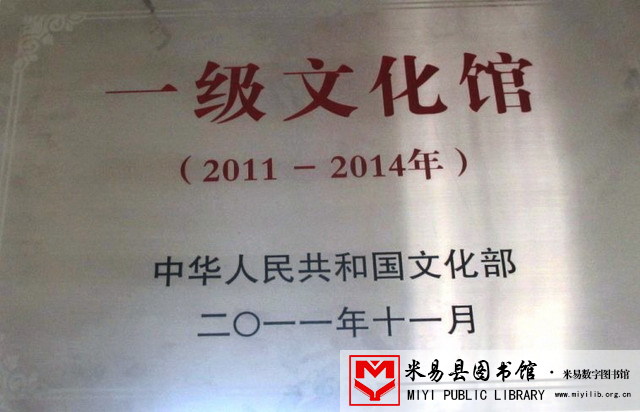 一级文化馆
（2011－2014年）
中华人民共和国文化部
二〇一一年十一月
米易县图书馆·米易数字图书馆
MIYI PUBLIC LIBRARY www.miyilib.org.cn